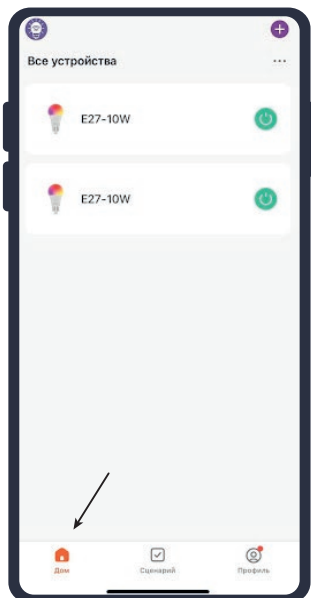 Все устройства
E27-10W
E27-10W
Дом
Сценарий
Профиль